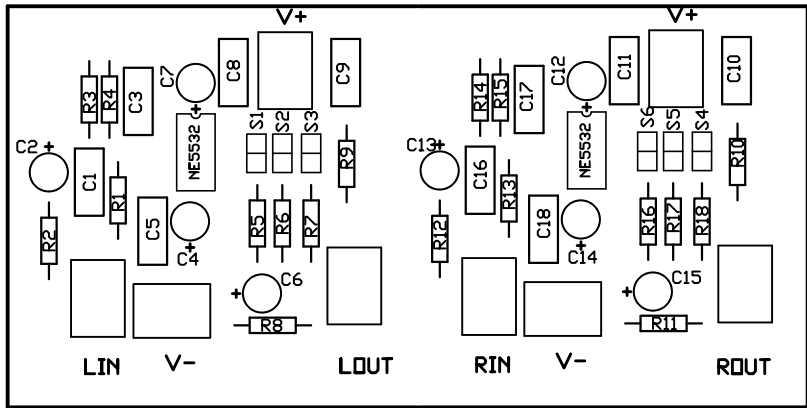 V+
V+
C7
C8
C9
C12
C11
C10
R3
R4
C3
R14
R15
C17
S1
S2
S3
S6
S5
S4
NE5532
NE5532
C2
C13
R9
R10
C1
R1
C16
R13
C5
C18
R2
R5
R6
R7
R12
R16
R17
R18
C4
C14
C6
C15
R8
R11
LIN
V-
LOUT
RIN
V-
ROUT